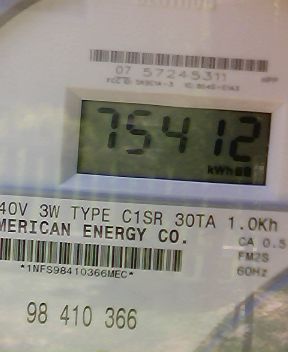 07 57245311
75412
kWh
40V 3W TYPE C1SR 30TA 1.0Kh
MERICAN ENERGY CO.
CA 0.5
FM2S
*1NFS98410366MEC*
60Hz
98 410 366